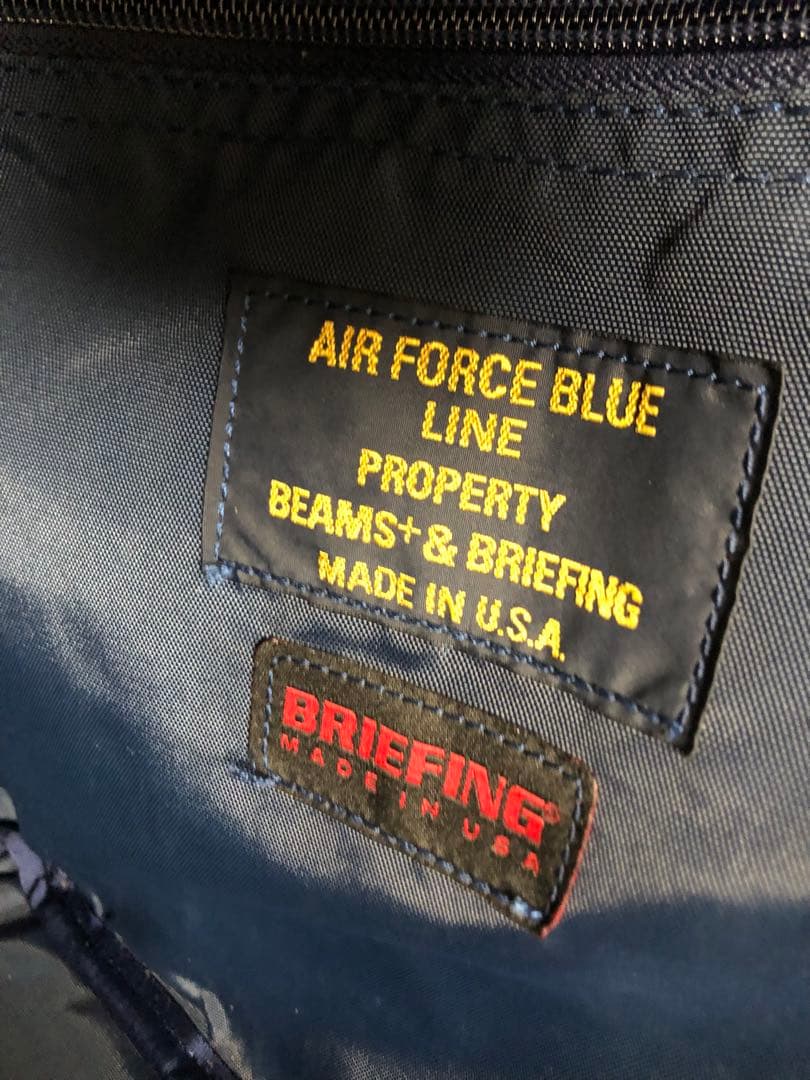 AIR FORCE BLUE
LINE
PROPERTY
BEAMS+ & BRIEFING
MADE IN U.S.A.
BRIEFING®
MADE IN USA